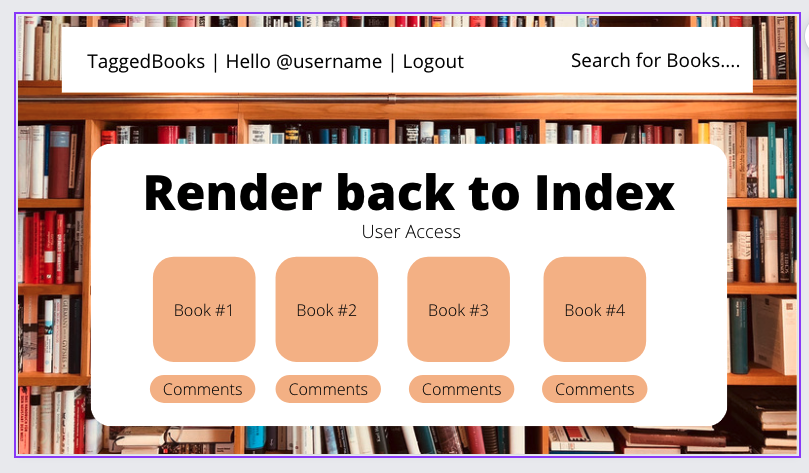 TaggedBooks | Hello @username | Logout
Search for Books....
Render back to Index
User Access
Book #1
Book #2
Book #3
Book #4
Comments
Comments
Comments
Comments